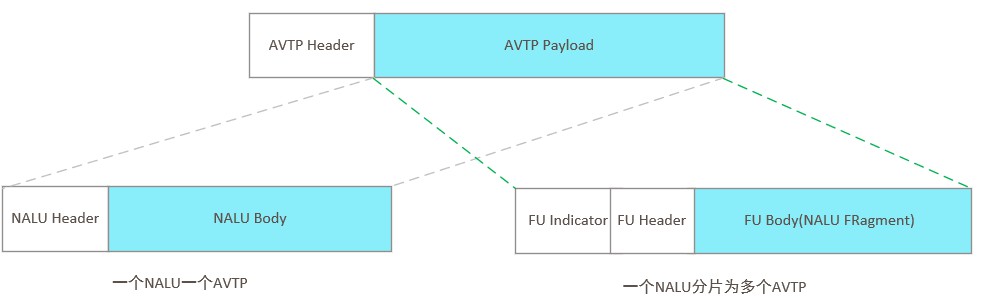 AVTP Header
AVTP Payload
NALU Header
NALU Body
FU Indicator
FU Header
FU Body(NALU FRagment)
一个NALU一个AVTP
一个NALU分片为多个AVTP